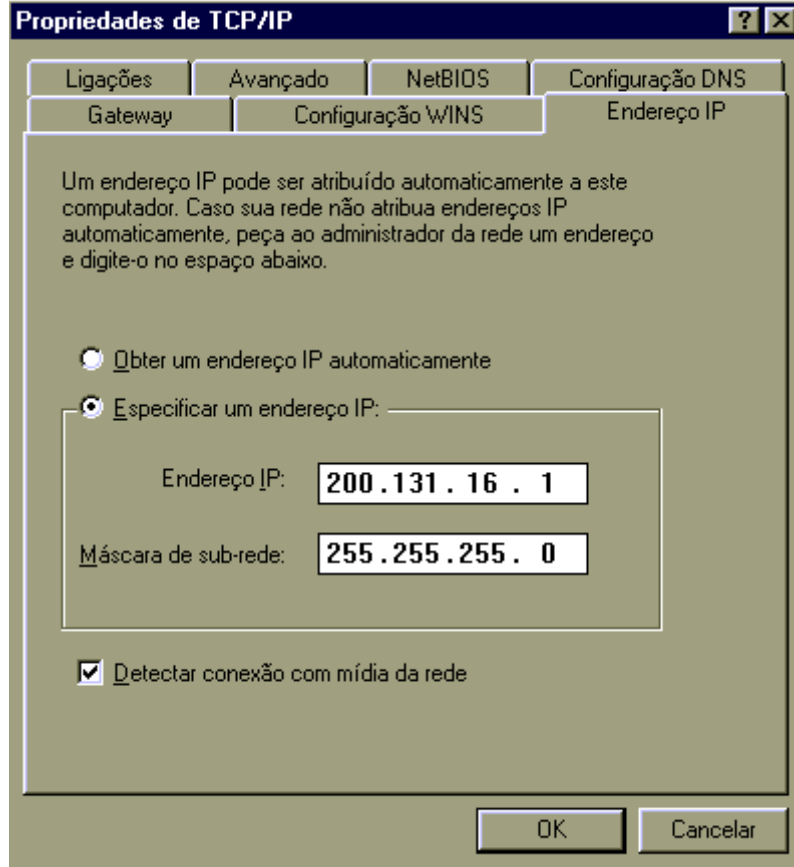 Propriedades de TCP/IP
Ligações Avançado NetBIOS Configuração DNS
Gateway Configuração WINS Endereço IP
Um endereço IP pode ser atribuído automaticamente a este
computador. Caso sua rede não atribua endereços IP
automaticamente, peça ao administrador da rede um endereço
e digite-o no espaço abaixo.
Obter um endereço IP automaticamente
Especificar um endereço IP:
Endereço IP: 200.131. 16 . 1
Máscara de sub-rede: 255.255.255. 0
Detectar conexão com mídia da rede
OK Cancelar